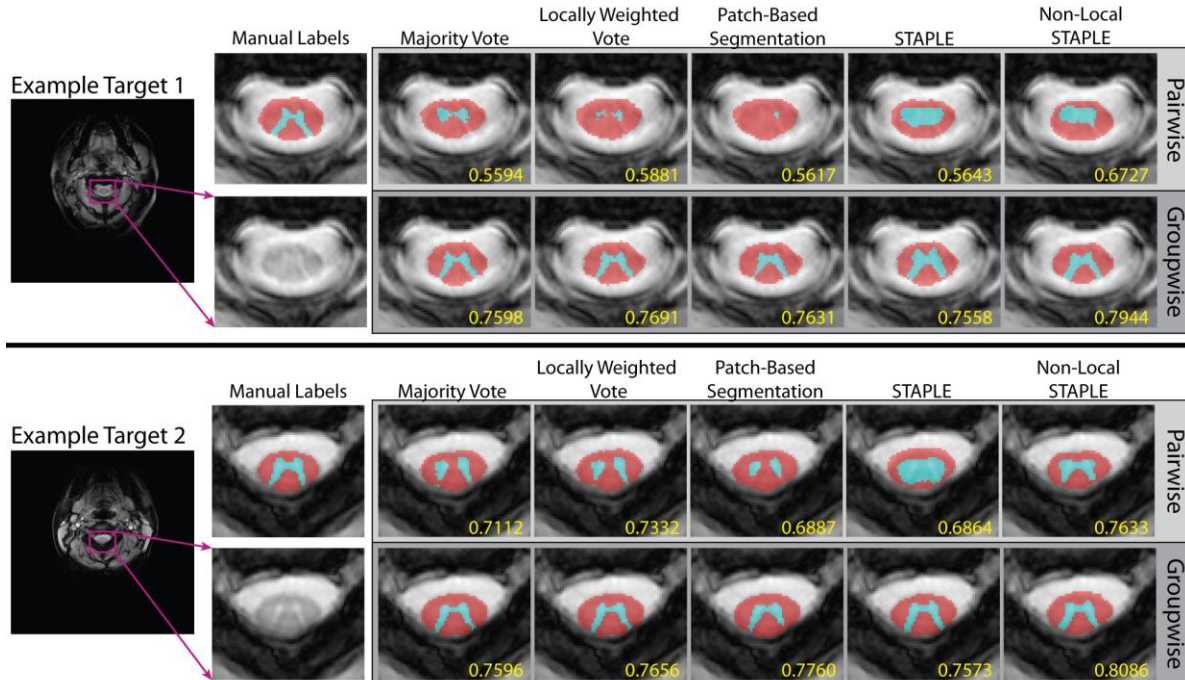 Example Target 1
Manual Labels
Majority Vote
Locally Weighted
Vote
Patch-Based
Segmentation
STAPLE
Non-Local
STAPLE
0.5594
0.5881
0.5617
0.5643
0.6727
Pairwise
0.7598
0.7691
0.7631
0.7558
0.7944
Groupwise
Example Target 2
Manual Labels
Majority Vote
Locally Weighted
Vote
Patch-Based
Segmentation
STAPLE
Non-Local
STAPLE
0.7112
0.7332
0.6887
0.6864
0.7633
Pairwise
0.7596
0.7656
0.7760
0.7573
0.8086
Groupwise